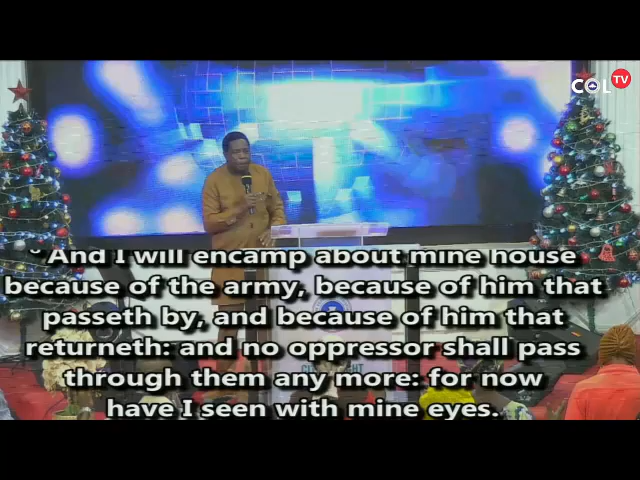 COL TV
"And I will encamp about mine house
because of the army, because of him that
passeth by, and because of him that
returneth: and no oppressor shall pass
through them any more: for now
have I seen with mine eyes.